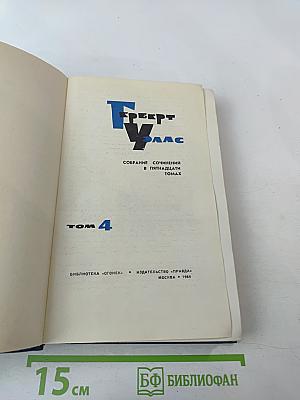 Герберт
Уэллс
СОБРАНИЕ СОЧИНЕНИЙ
В ПЯТНАДЦАТИ
ТОМАХ
ТОМ 4
БИБЛИОТЕКА «ОГОНЕК» • ИЗДАТЕЛЬСТВО «ПРАВДА»
МОСКВА • 1964
15 см
БФ БИБЛИОФАН